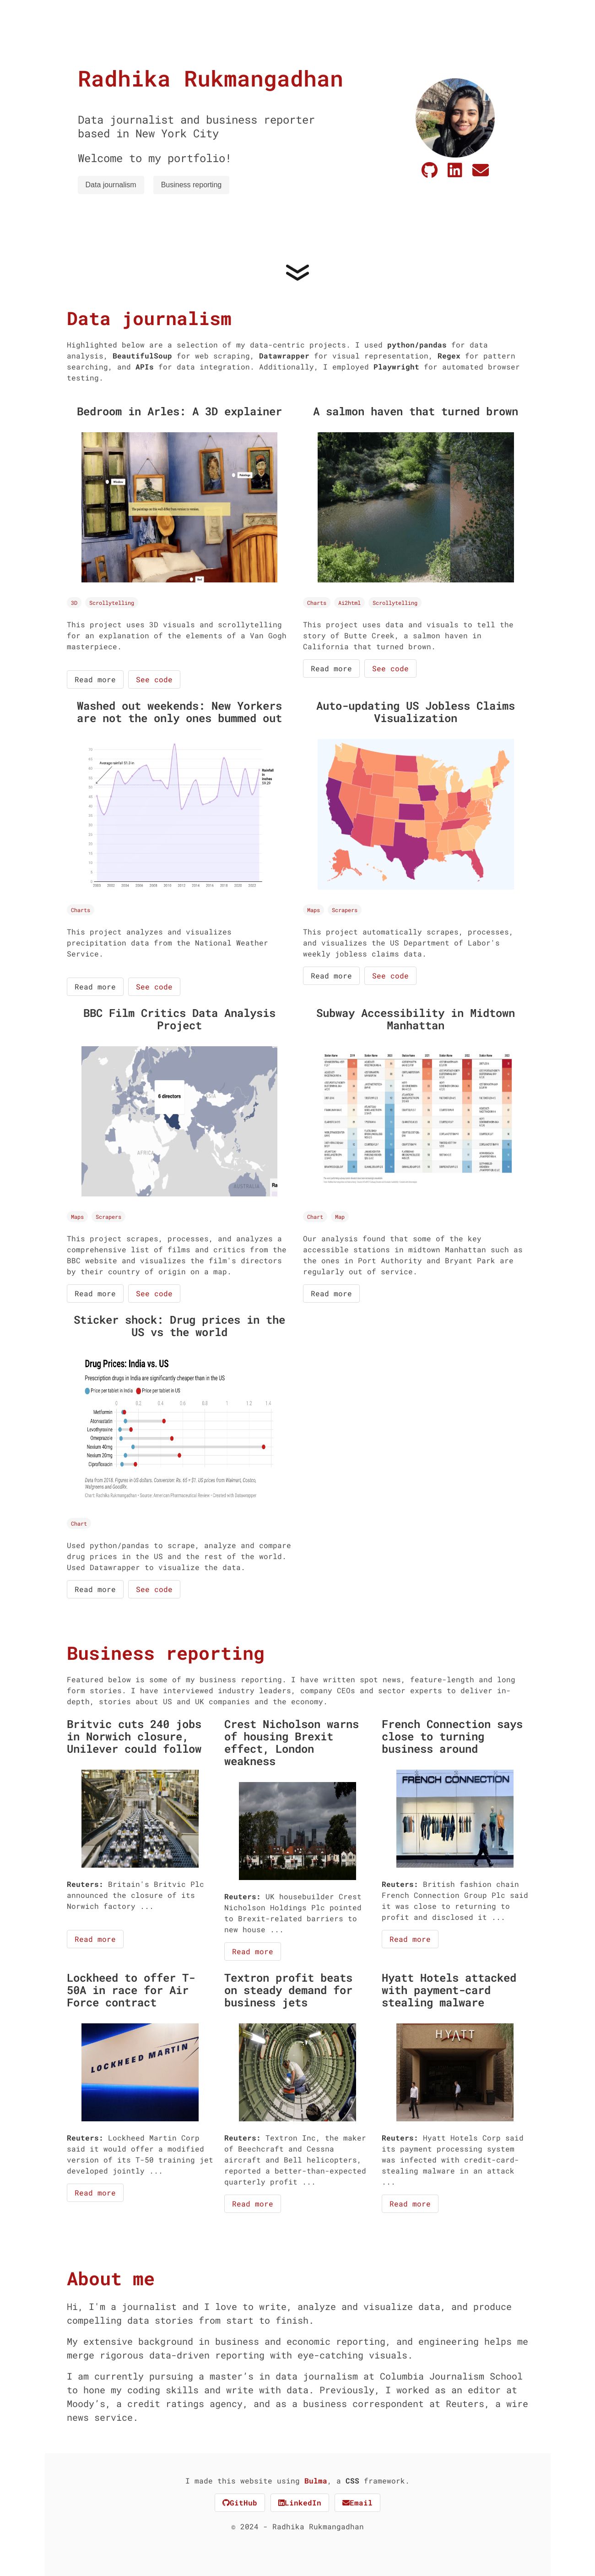 Radhika Rukmangadhan
Data journalist and business reporter
based in New York City
Welcome to my portfolio!
Data journalism
Business reporting
Data journalism
Highlighted below are a selection of my data-centric projects. I used python/pandas for data
analysis, BeautifulSoup for web scraping, Datawrapper for visual representation, Regex for pattern
searching, and APIs for data integration. Additionally, I employed Playwright for automated browser
testing.
Bedroom in Arles: A 3D explainer
3D
Scrollytelling
This project uses 3D visuals and scrollytelling
for an explanation of the elements of a Van Gogh
masterpiece.
Read more
See code
A salmon haven that turned brown
Charts
Ai2html
Scrollytelling
This project uses data and visuals to tell the
story of Butte Creek, a salmon haven in
California that turned brown.
Read more
See code
Washed out weekends: New Yorkers
are not the only ones bummed out
Charts
This project analyzes and visualizes
precipitation data from the National Weather
Service.
Read more
See code
Auto-updating US Jobless Claims
Visualization
Maps
Scrapers
This project automatically scrapes, processes,
and visualizes the US Department of Labor's
weekly jobless claims data.
Read more
See code
BBC Film Critics Data Analysis
Project
6 directors
AFRICA
AUSTRALIA
Maps
Scrapers
This project scrapes, processes, and analyzes a
comprehensive list of films and critics from the
BBC website and visualizes the film's directors
by their country of origin on a map.
Read more
See code
Subway Accessibility in Midtown
Manhattan
Chart
Map
Our analysis found that some of the key
accessible stations in midtown Manhattan such as
the ones in Port Authority and Bryant Park are
regularly out of service.
Read more
Sticker shock: Drug prices in the
US vs the world
Drug Prices: India vs. US
Prescription drugs in India are significantly cheaper than in the US
Price per tablet in India
Price per tablet in US
0 0.2 0.4 0.6 0.8 1 1.2 1.4
Metformin
Atorvastatin
Levothyroxine
Omeprazole
Nexium 40mg
Nexium 20mg
Ciprofloxacin
Chart
Used python/pandas to scrape, analyze and compare
drug prices in the US and the rest of the world.
Used Datawrapper to visualize the data.
Read more
See code
Business reporting
Featured below is some of my business reporting. I have written spot news, feature-length and long
form stories. I have interviewed industry leaders, company CEOs and sector experts to deliver in-
depth, stories about US and UK companies and the economy.
Britvic cuts 240 jobs
in Norwich closure,
Unilever could follow
Reuters: Britain's Britvic Plc
announced the closure of its
Norwich factory ...
Read more
Crest Nicholson warns
of housing Brexit
effect, London
weakness
Reuters: UK housebuilder Crest
Nicholson Holdings Plc pointed
to Brexit-related barriers to
new house ...
Read more
French Connection says
close to turning
business around
FRENCH CONNECTION
Reuters: British fashion chain
French Connection Group Plc said
it was close to returning to
profit and disclosed it ...
Read more
Lockheed to offer T-
50A in race for Air
Force contract
LOCKHEED MARTIN
Reuters: Lockheed Martin Corp
said it would offer a modified
version of its T-50 training jet
developed jointly ...
Read more
Textron profit beats
on steady demand for
business jets
Reuters: Textron Inc, the maker
of Beechcraft and Cessna
aircraft and Bell helicopters,
reported a better-than-expected
quarterly profit ...
Read more
Hyatt Hotels attacked
with payment-card
stealing malware
HYATT
Reuters: Hyatt Hotels Corp said
its payment processing system
was infected with credit-card-
stealing malware in an attack
...
Read more
About me
Hi, I'm a journalist and I love to write, analyze and visualize data, and produce
compelling data stories from start to finish.
My extensive background in business and economic reporting, and engineering helps me
merge rigorous data-driven reporting with eye-catching visuals.
I am currently pursuing a master’s in data journalism at Columbia Journalism School
to hone my coding skills and write with data. Previously, I worked as an editor at
Moody’s, a credit ratings agency, and as a business correspondent at Reuters, a wire
news service.
I made this website using Bulma, a CSS framework.
GitHub
LinkedIn
Email
© 2024 - Radhika Rukmangadhan